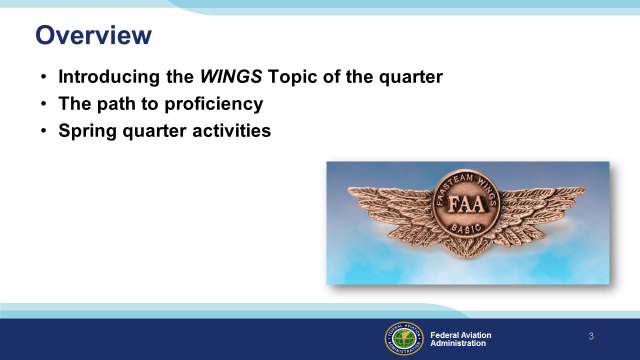 Overview
• Introducing the WINGS Topic of the quarter
• The path to proficiency
• Spring quarter activities
FAASTEAM WINGS
FAA
BASIC
Federal Aviation
Administration
3